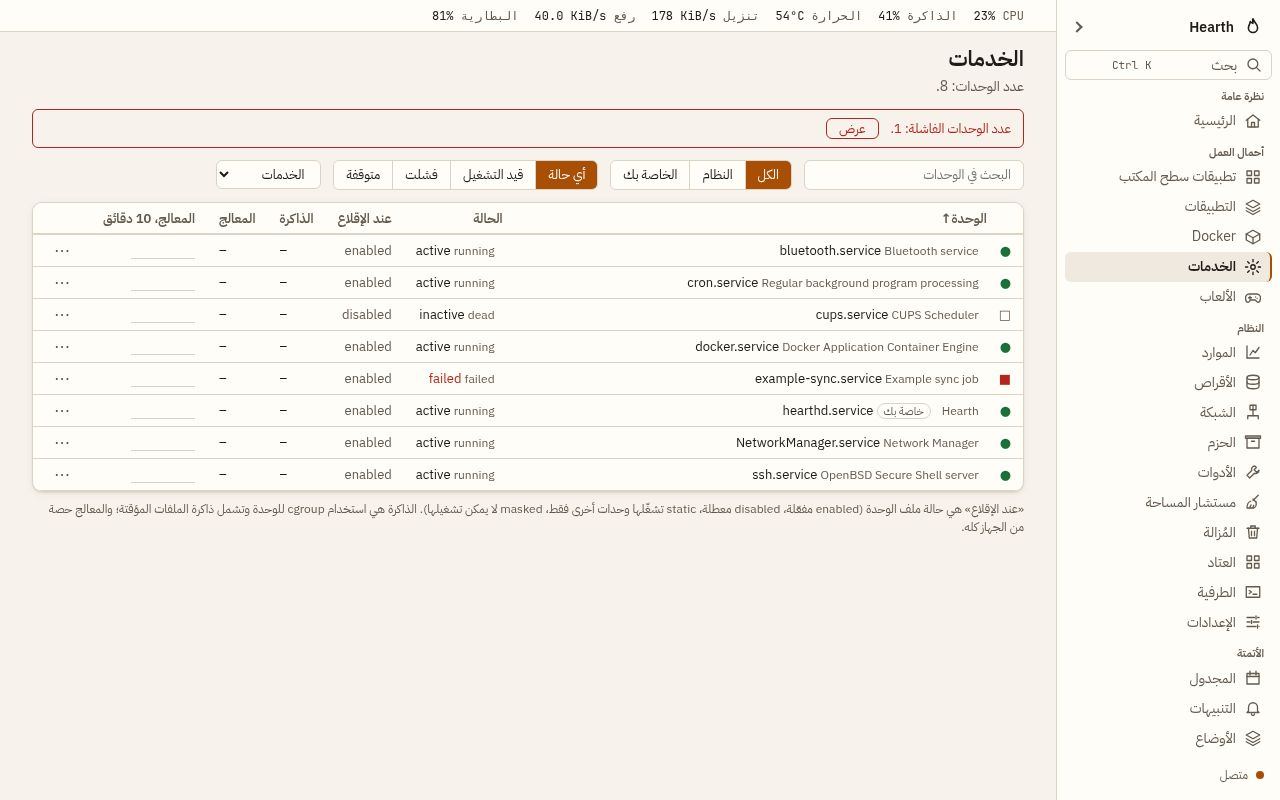 Hearth
بحث Ctrl K
نظرة عامة
الرئيسية
أحمال العمل
تطبيقات سطح المكتب
التطبيقات
Docker
الخدمات
الألعاب
النظام
الموارد
الأقراص
الشبكة
الحزم
الأدوات
مستشار المساحة
المُزالة
العتاد
الطرفية
الإعدادات
الأتمتة
المجدول
التنبيهات
الأوضاع
متصل
CPU 23% الذاكرة 41% الحرارة 54°C تنزيل 178 KiB/s رفع 40.0 KiB/s البطارية 81%
الخدمات
عدد الوحدات: 8.
عدد الوحدات الفاشلة: 1. عرض
البحث في الوحدات الكل النظام الخاصة بك أي حالة قيد التشغيل فشلت متوقفة الخدمات
الوحدة ↑ الحالة عند الإقلاع الذاكرة المعالج المعالج، 10 دقائق
bluetooth.service Bluetooth service active running enabled – – ⋯
cron.service Regular background program processing active running enabled – – ⋯
cups.service CUPS Scheduler inactive dead disabled – – ⋯
docker.service Docker Application Container Engine active running enabled – – ⋯
example-sync.service Example sync job failed failed enabled – – ⋯
hearthd.service خاصة بك Hearth active running enabled – – ⋯
NetworkManager.service Network Manager active running enabled – – ⋯
ssh.service OpenBSD Secure Shell server active running enabled – – ⋯
«عند الإقلاع» هي حالة ملف الوحدة (enabled مفعّلة، disabled معطلة، static تشغّلها وحدات أخرى فقط، masked لا يمكن تشغيلها). الذاكرة هي استخدام cgroup للوحدة وتشمل ذاكرة الملفات المؤقتة؛ والمعالج حصة
من الجهاز كله.